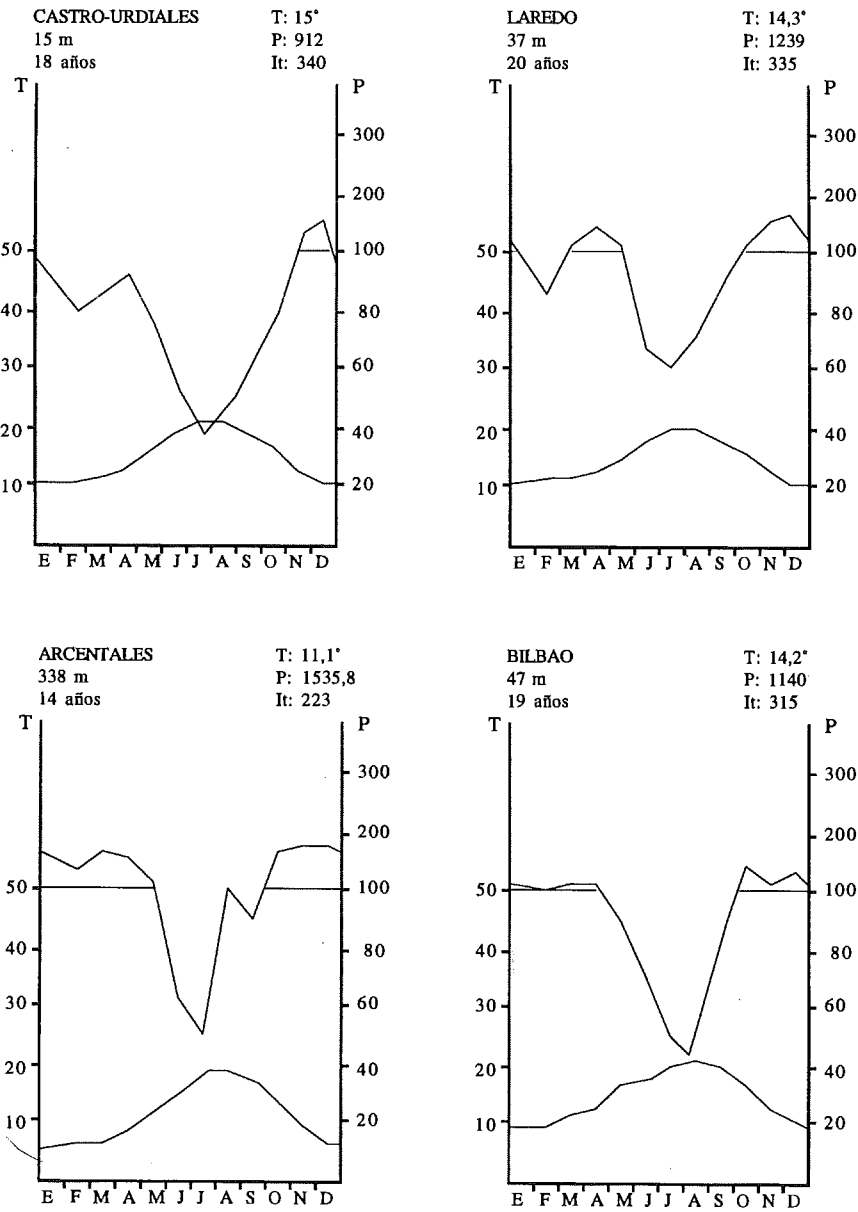 CASTRO-URDIALES T: 15°
15 m P: 912
18 años It: 340
T P
300
200
50 100
40 80
30 60
20 40
10 20
E F M A M J J A S O N D
LAREDO T: 14,3°
37 m P: 1239
20 años It: 335
T P
300
200
50 100
40 80
30 60
20 40
10 20
E F M A M J J A S O N D
ARCENTALES T: 11,1°
338 m P: 1535,8
14 años It: 223
T P
300
200
50 100
40 80
30 60
20 40
10 20
E F M A M J J A S O N D
BILBAO T: 14,2°
47 m P: 1140
19 años It: 315
T P
300
200
50 100
40 80
30 60
20 40
10 20
E F M A M J J A S O N D